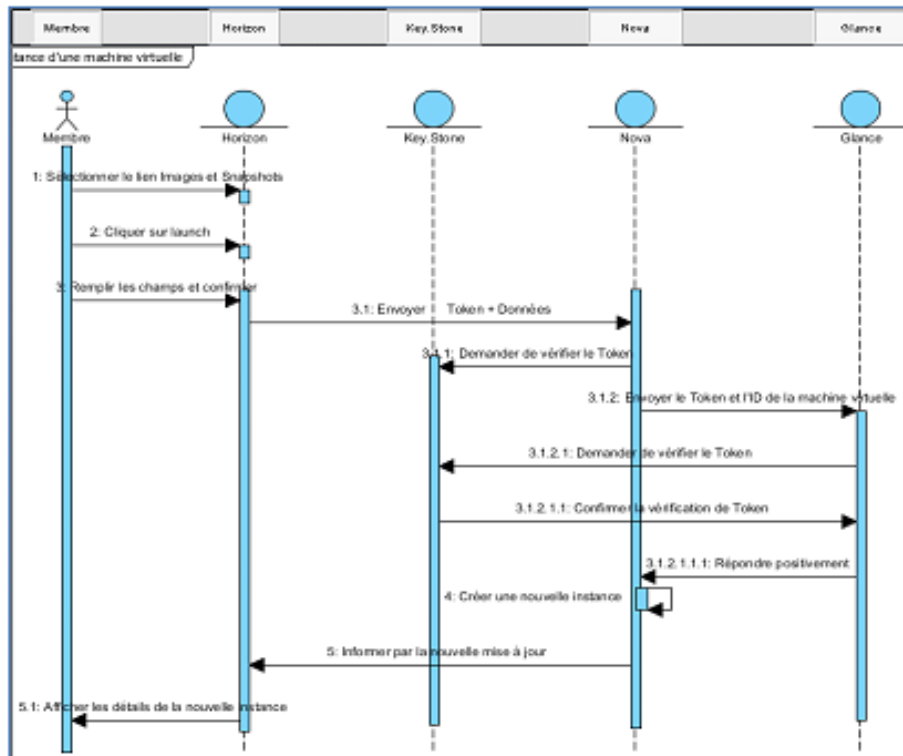 Membre
Horizon
Key.Stone
Nova
Glance
tance d'une machine virtuelle
Membre
Horizon
Key.Stone
Nova
Glance
1: Sélectionner le lien Images et Snapshots
2: Cliquer sur launch
3: Remplir les champs et confirmer
3.1: Envoyer Token + Données
3.1.1: Demander de vérifier le Token
3.1.2: Envoyer le Token et l'ID de la machine virtuelle
3.1.2.1: Demander de vérifier le Token
3.1.2.1.1: Confirmer la vérification de Token
3.1.2.1.1.1: Répondre positivement
4: Créer une nouvelle instance
5: Informer par la nouvelle mise à jour
5.1: Afficher les détails de la nouvelle instance